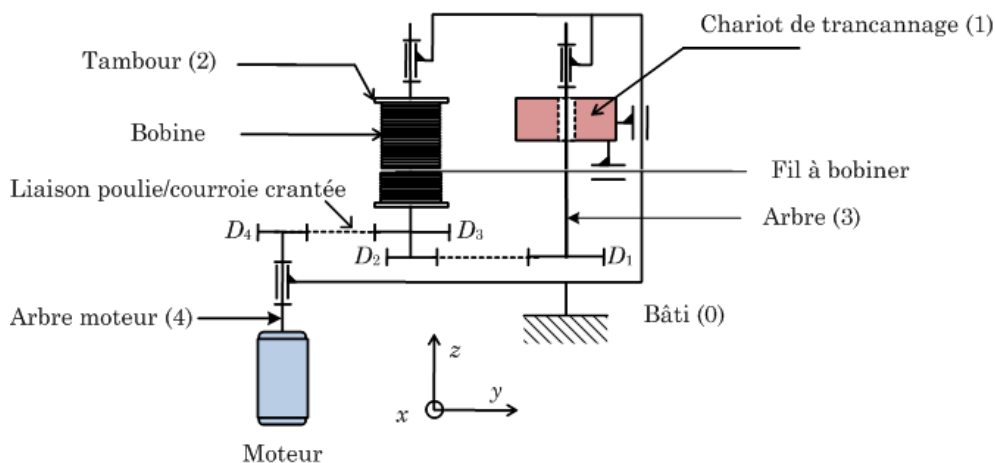 Chariot de trancannage (1)
Tambour (2)
Bobine
Fil à bobiner
Liaison poulie/courroie crantée
Arbre (3)
D₄
D₃
D₂
D₁
Arbre moteur (4)
Bâti (0)
z
y
x
Moteur